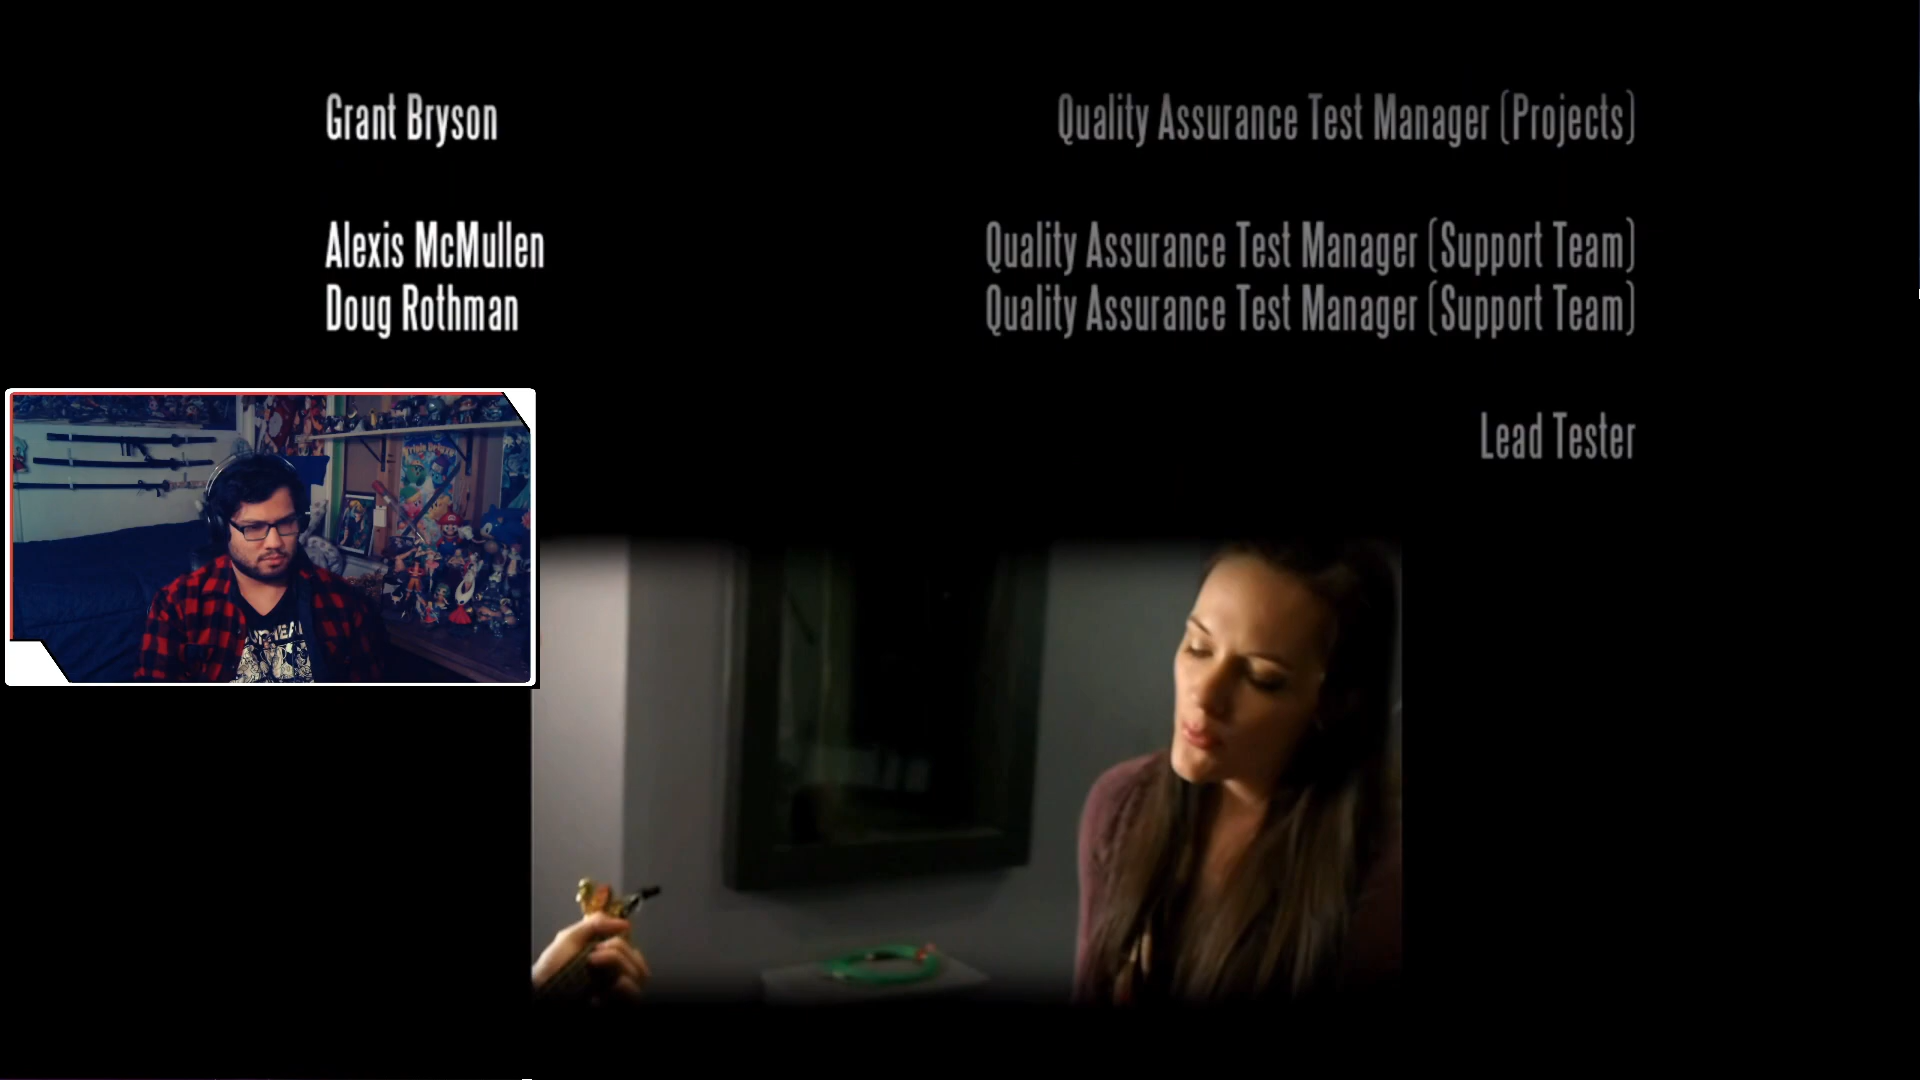 Grant Bryson Quality Assurance Test Manager (Projects)
Alexis McMullen Quality Assurance Test Manager (Support Team)
Doug Rothman Quality Assurance Test Manager (Support Team)
Lead Tester